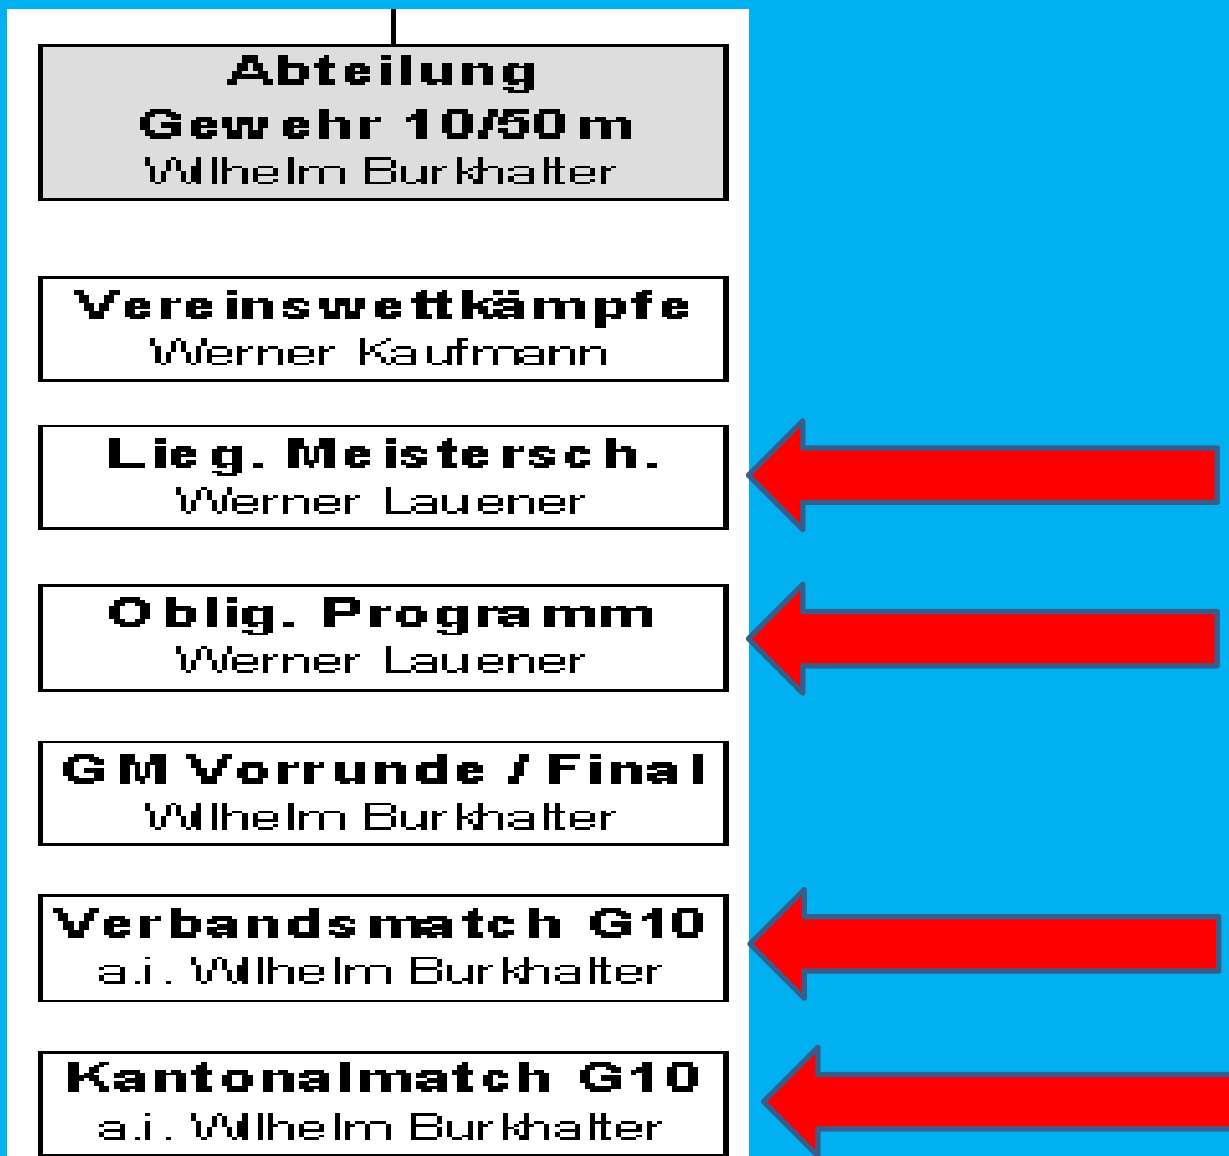 Abteilung
Gewehr 10/50m
Wilhelm Burkhalter
Vereinswettkämpfe
Werner Kaufmann
Lieg. Meistersch.
Werner Lauener
Oblig. Programm
Werner Lauener
GM Vorrunde / Final
Wilhelm Burkhalter
Verbandsmatch G10
a.i. Wilhelm Burkhalter
Kantonalmatch G10
a.i. Wilhelm Burkhalter